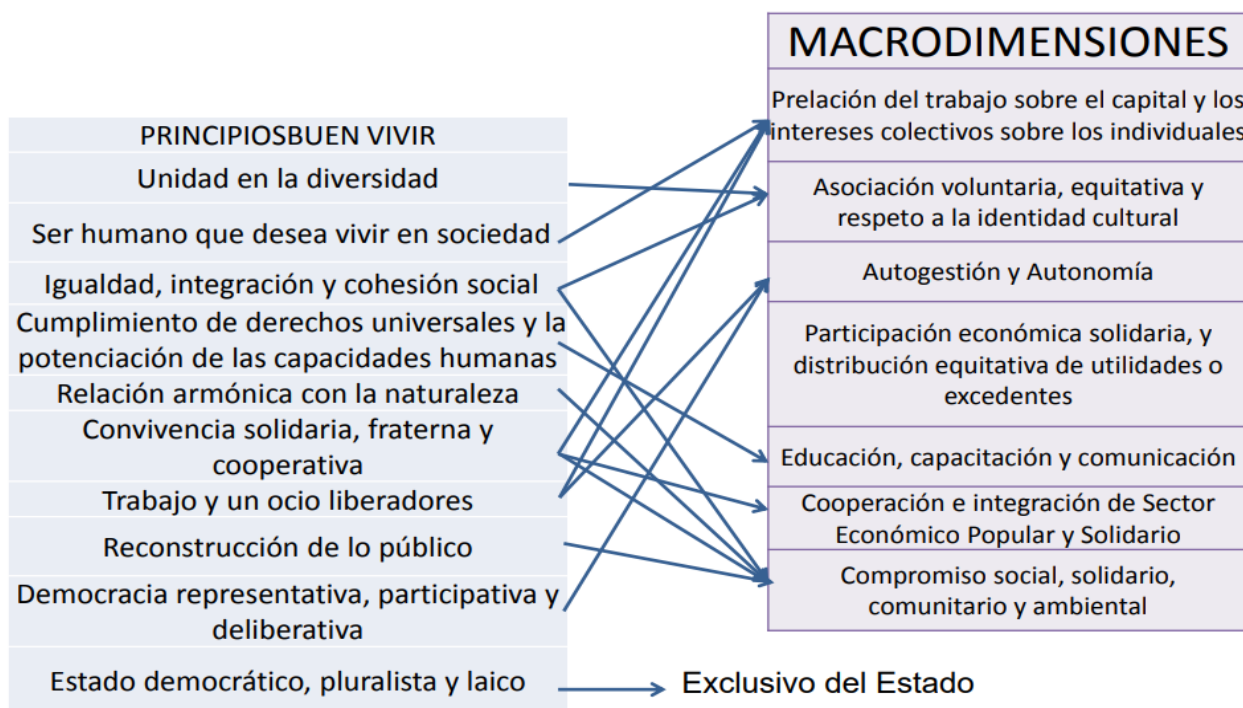 PRINCIPIOSBUEN VIVIR
Unidad en la diversidad
Ser humano que desea vivir en sociedad
Igualdad, integración y cohesión social
Cumplimiento de derechos universales y la
potenciación de las capacidades humanas
Relación armónica con la naturaleza
Convivencia solidaria, fraterna y
cooperativa
Trabajo y un ocio liberadores
Reconstrucción de lo público
Democracia representativa, participativa y
deliberativa
Estado democrático, pluralista y laico
Exclusivo del Estado
MACRODIMENSIONES
Prelación del trabajo sobre el capital y los
intereses colectivos sobre los individuales
Asociación voluntaria, equitativa y
respeto a la identidad cultural
Autogestión y Autonomía
Participación económica solidaria, y
distribución equitativa de utilidades o
excedentes
Educación, capacitación y comunicación
Cooperación e integración de Sector
Económico Popular y Solidario
Compromiso social, solidario,
comunitario y ambiental